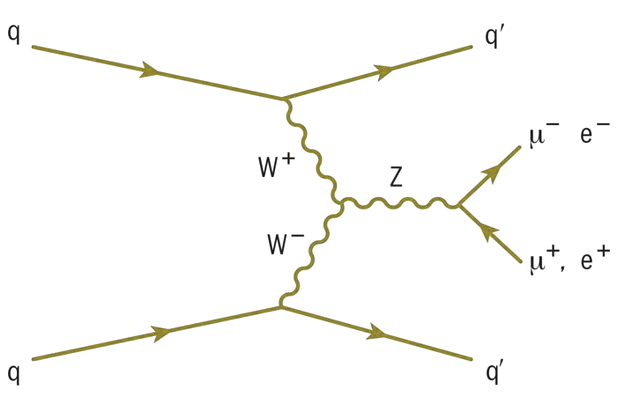 q
q′
μ⁻ e⁻
W⁺
Z
W⁻
μ⁺, e⁺
q
q′